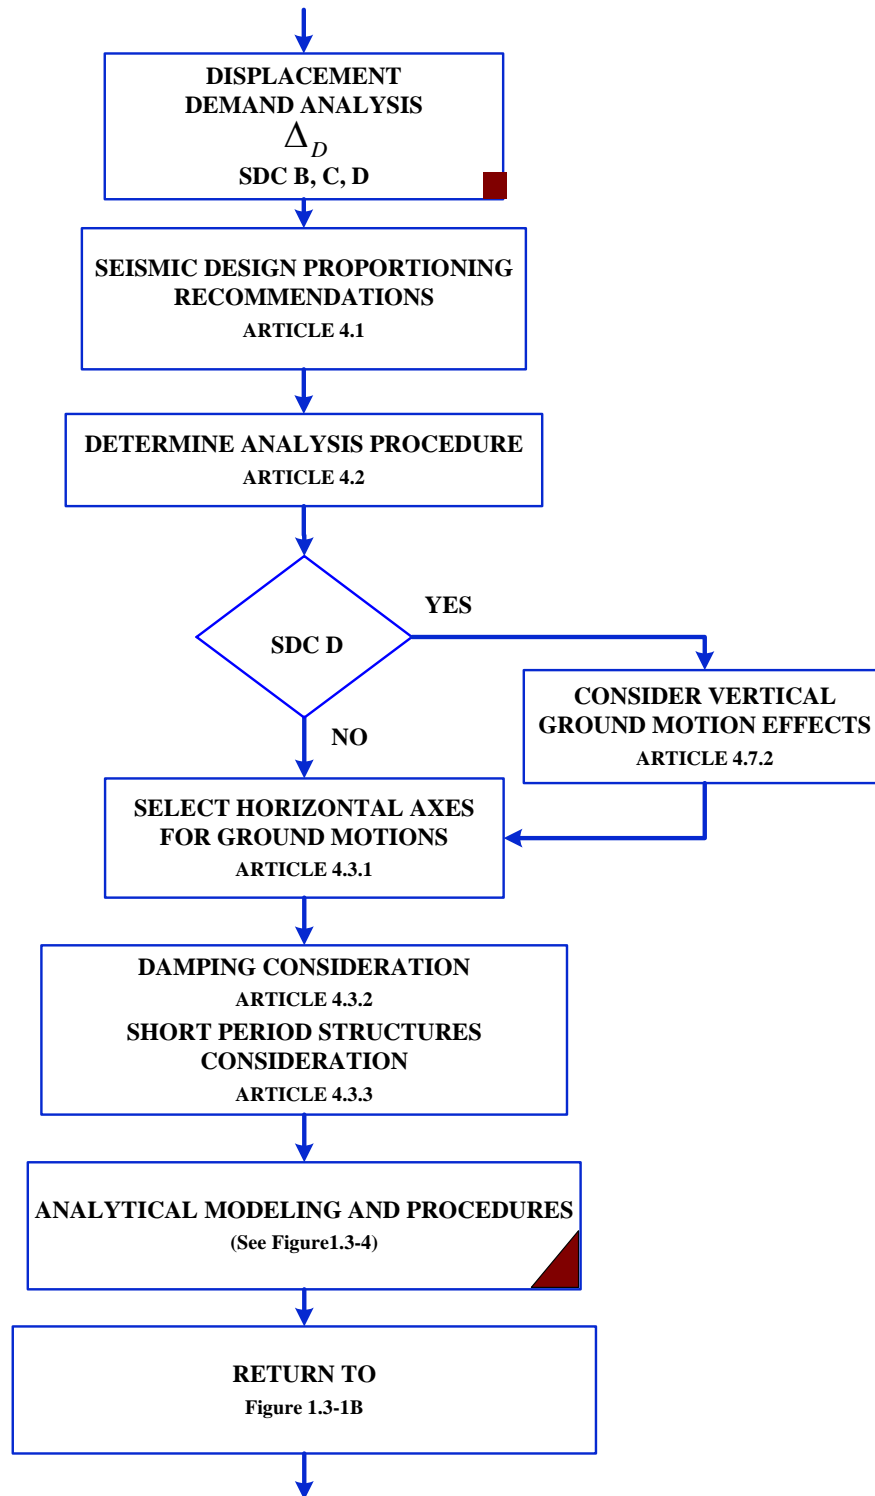 DISPLACEMENT
DEMAND ANALYSIS
Δ_D
SDC B, C, D
SEISMIC DESIGN PROPORTIONING
RECOMMENDATIONS
ARTICLE 4.1
DETERMINE ANALYSIS PROCEDURE
ARTICLE 4.2
SDC D
YES
CONSIDER VERTICAL
GROUND MOTION EFFECTS
ARTICLE 4.7.2
NO
SELECT HORIZONTAL AXES
FOR GROUND MOTIONS
ARTICLE 4.3.1
DAMPING CONSIDERATION
ARTICLE 4.3.2
SHORT PERIOD STRUCTURES
CONSIDERATION
ARTICLE 4.3.3
ANALYTICAL MODELING AND PROCEDURES
(See Figure1.3-4)
RETURN TO
Figure 1.3-1B